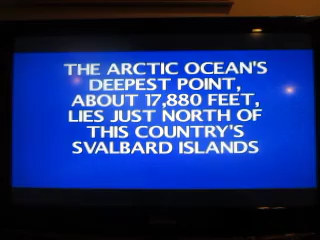 THE ARCTIC OCEAN'S
DEEPEST POINT,
ABOUT 17,880 FEET,
LIES JUST NORTH OF
THIS COUNTRY'S
SVALBARD ISLANDS